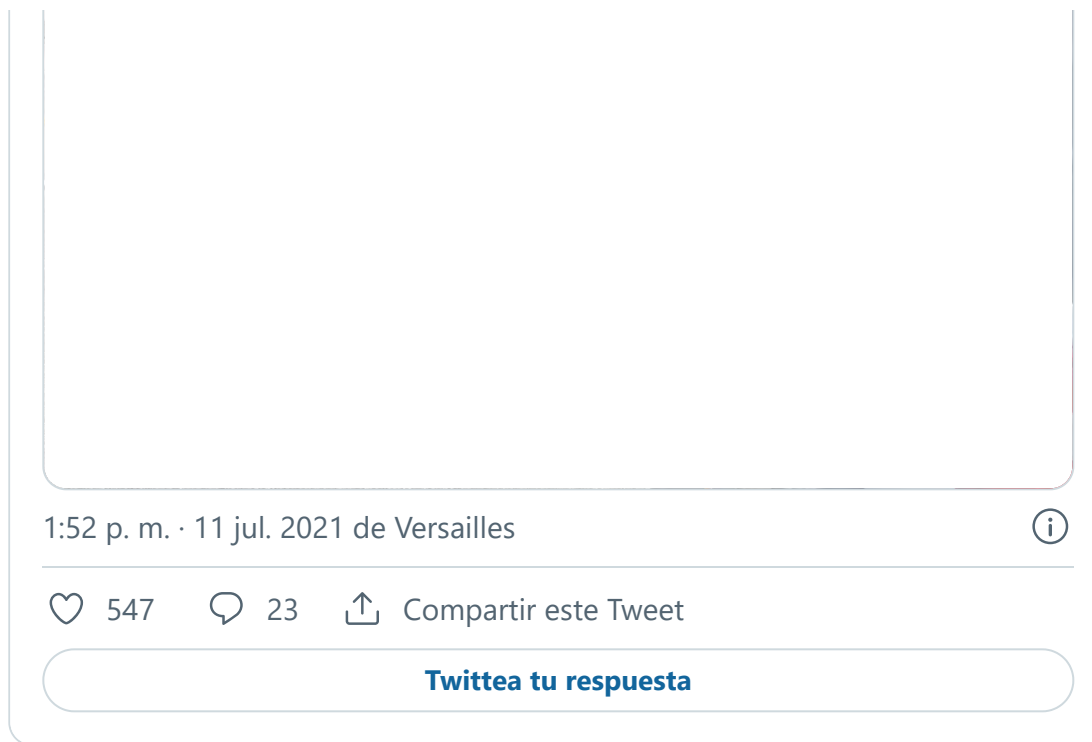 1:52 p. m. · 11 jul. 2021 de Versailles
547 23 Compartir este Tweet
Twittea tu respuesta